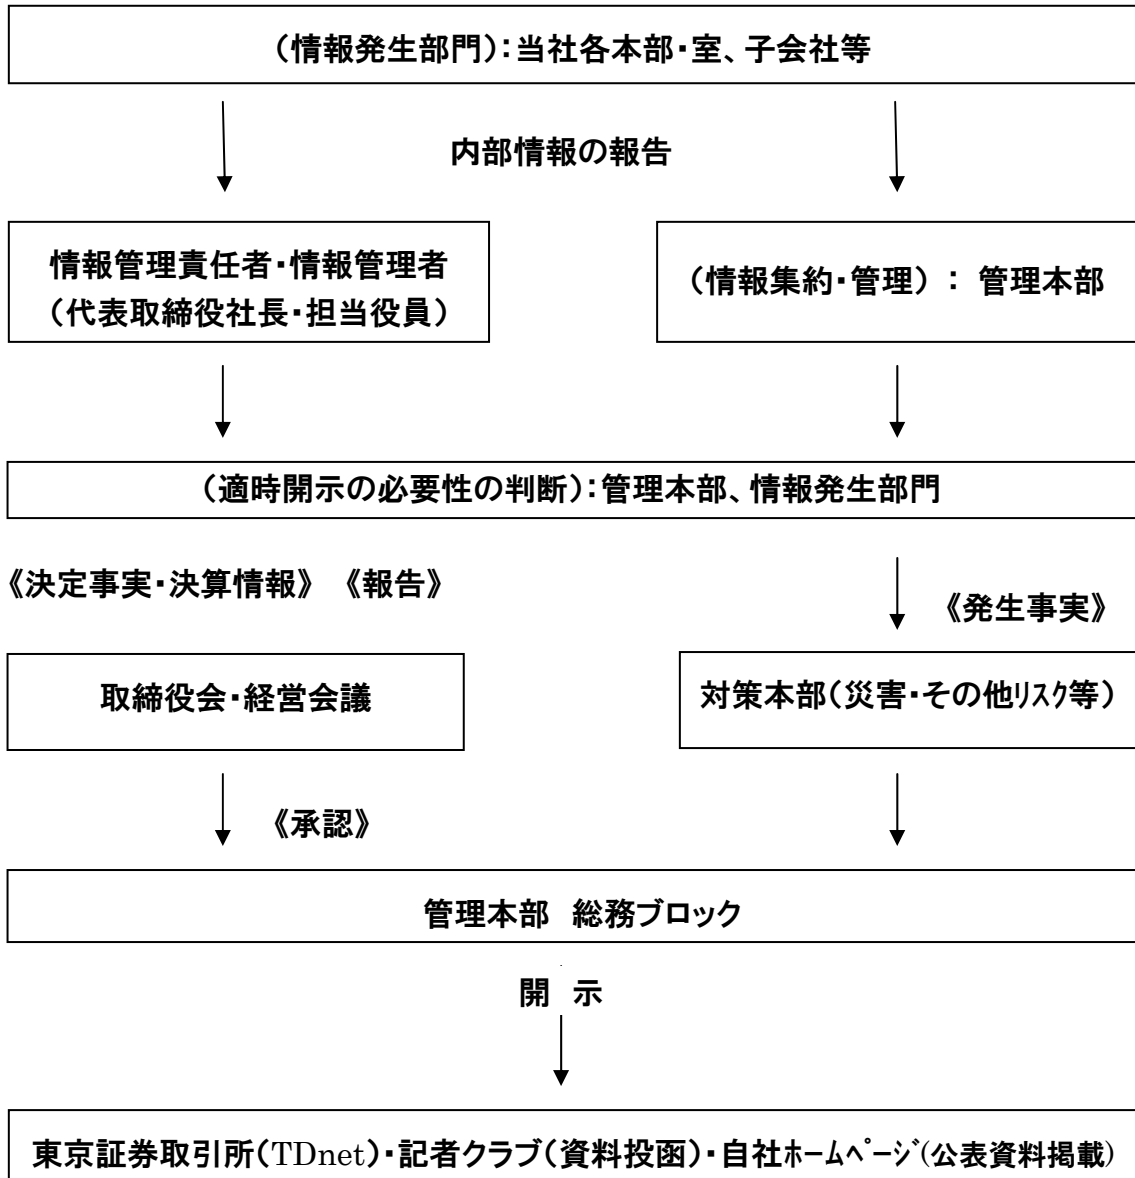 （情報発生部門）：当社各本部・室、子会社等
内部情報の報告
情報管理責任者・情報管理者
（代表取締役社長・担当役員）
（情報集約・管理）： 管理本部
（適時開示の必要性の判断）：管理本部、情報発生部門
《決定事実・決算情報》 《報告》
《発生事実》
取締役会・経営会議
対策本部（災害・その他ﾘｽｸ等）
《承認》
管理本部 総務ブロック
開 示
東京証券取引所（TDnet）・記者クラブ（資料投函）・自社ﾎｰﾑﾍﾟｰｼﾞ(公表資料掲載)